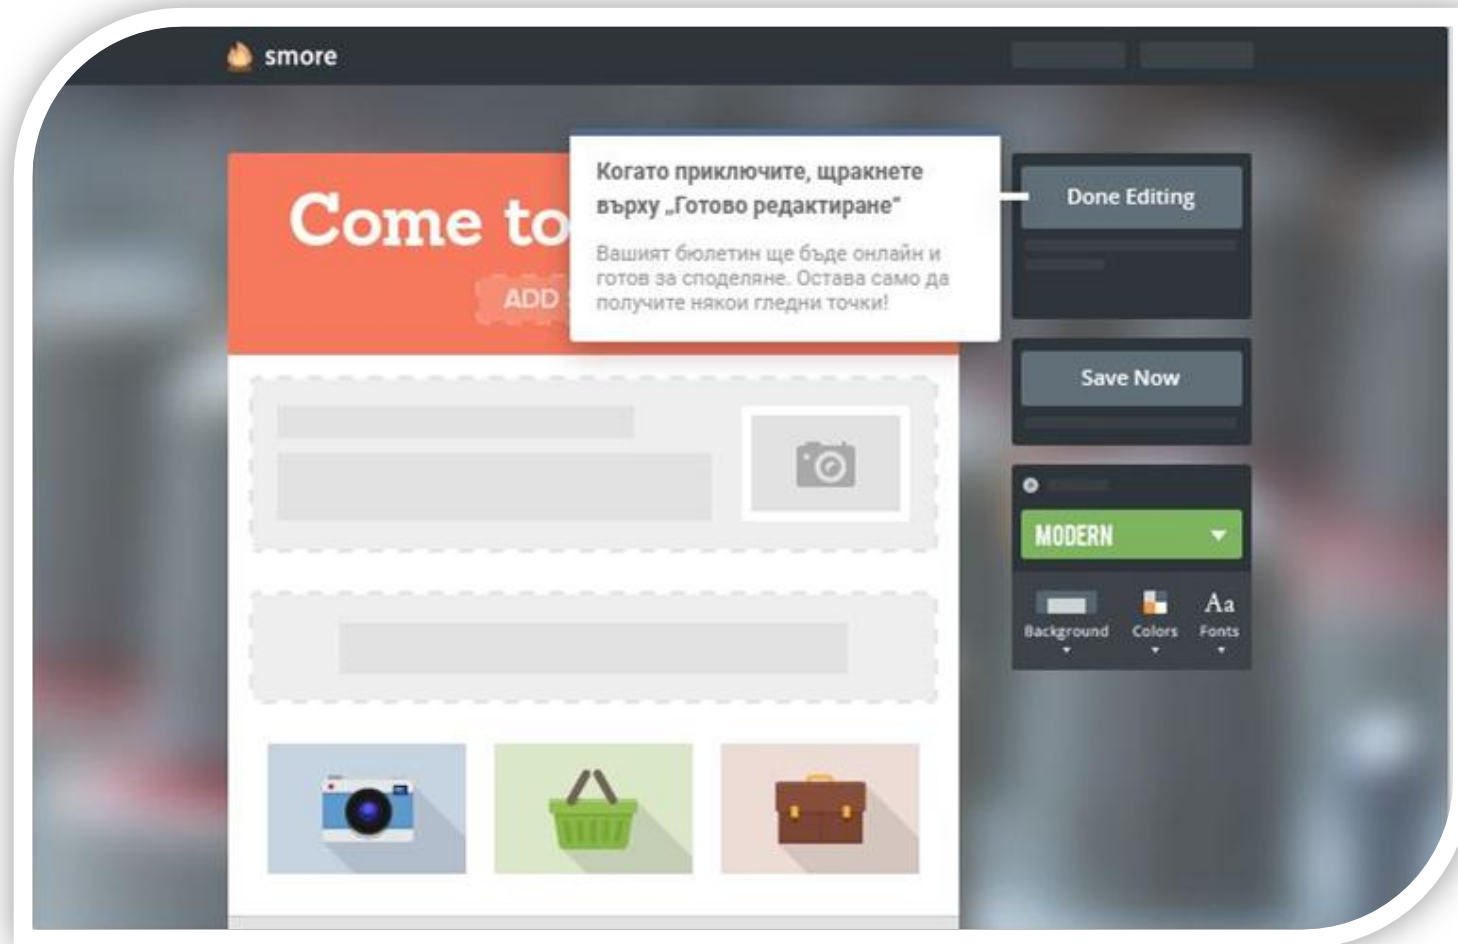 smore
Come to
ADD
Когато приключите, щракнете
върху „Готово редактиране“
Вашият бюлетин ще бъде онлайн и
готов за споделяне. Остава само да
получите някои гледни точки!
Done Editing
Save Now
MODERN
Background
Colors
Aa
Fonts